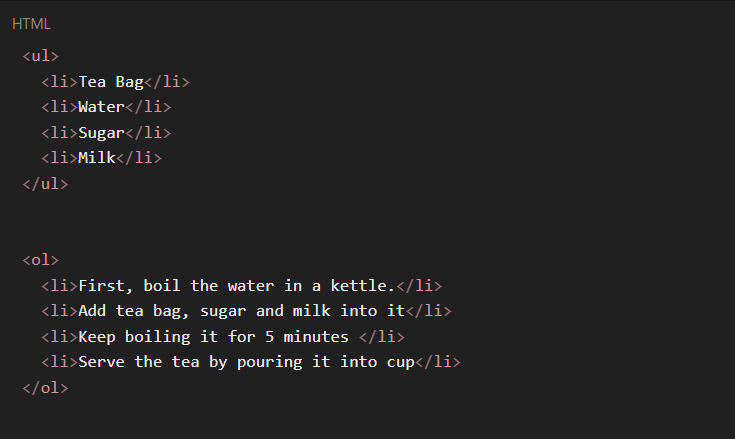 HTML
<ul>
<li>Tea Bag</li>
<li>Water</li>
<li>Sugar</li>
<li>Milk</li>
</ul>
<ol>
<li>First, boil the water in a kettle.</li>
<li>Add tea bag, sugar and milk into it</li>
<li>Keep boiling it for 5 minutes </li>
<li>Serve the tea by pouring it into cup</li>
</ol>